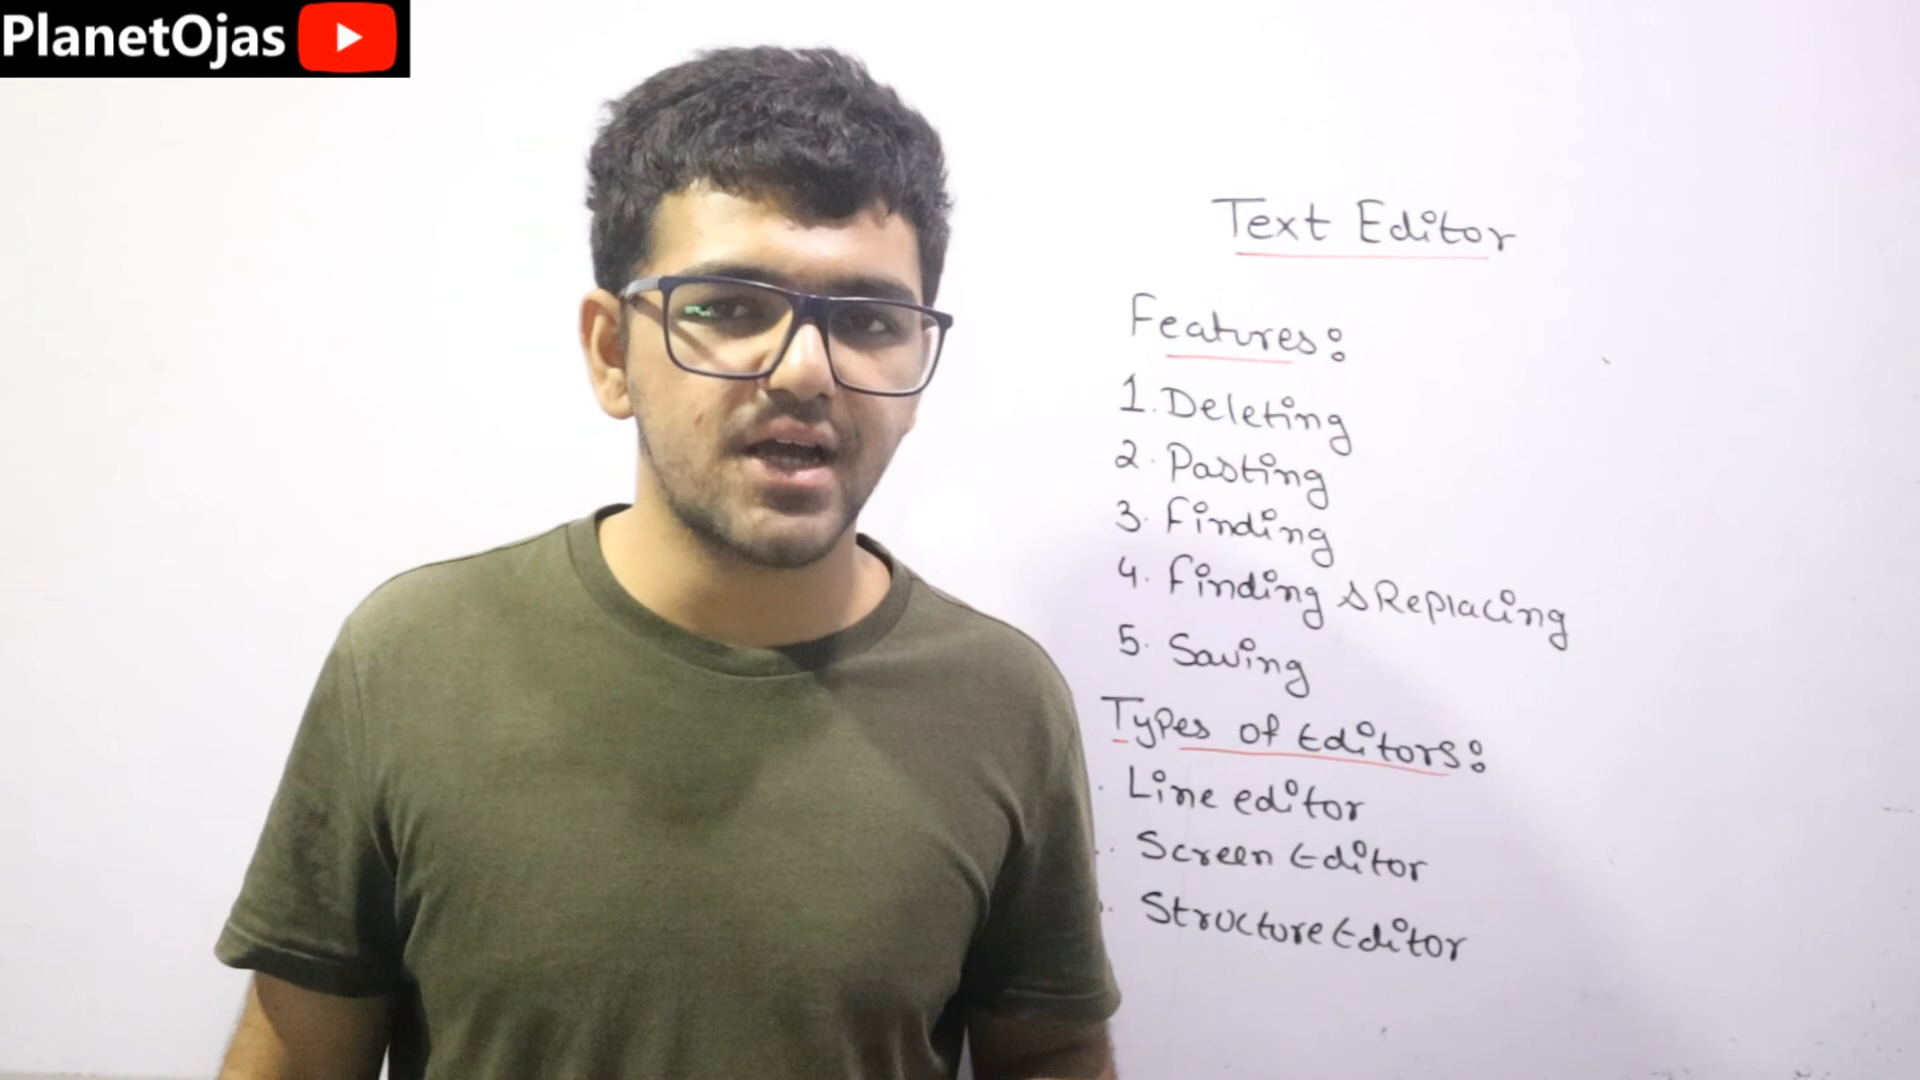 PlanetOjas
Text Editor
Features:
1. Deleting
2. Pasting
3. Finding
4. Finding & Replacing
5. Saving
Types of Editors:
Line editor
Screen Editor
Structure Editor